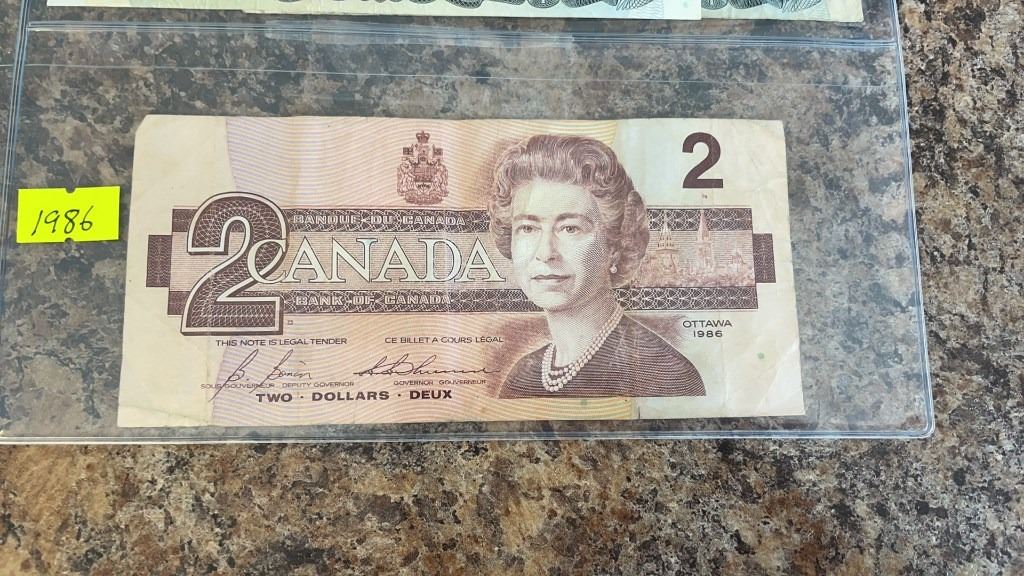 1986
2
BANQUE·DU·CANADA
2 CANADA
BANK·OF·CANADA
OTTAWA
1986
THIS NOTE IS LEGAL TENDER CE BILLET A COURS LÉGAL
SOUS-GOUVERNEUR DEPUTY GOVERNOR GOVERNOR GOUVERNEUR
TWO · DOLLARS · DEUX